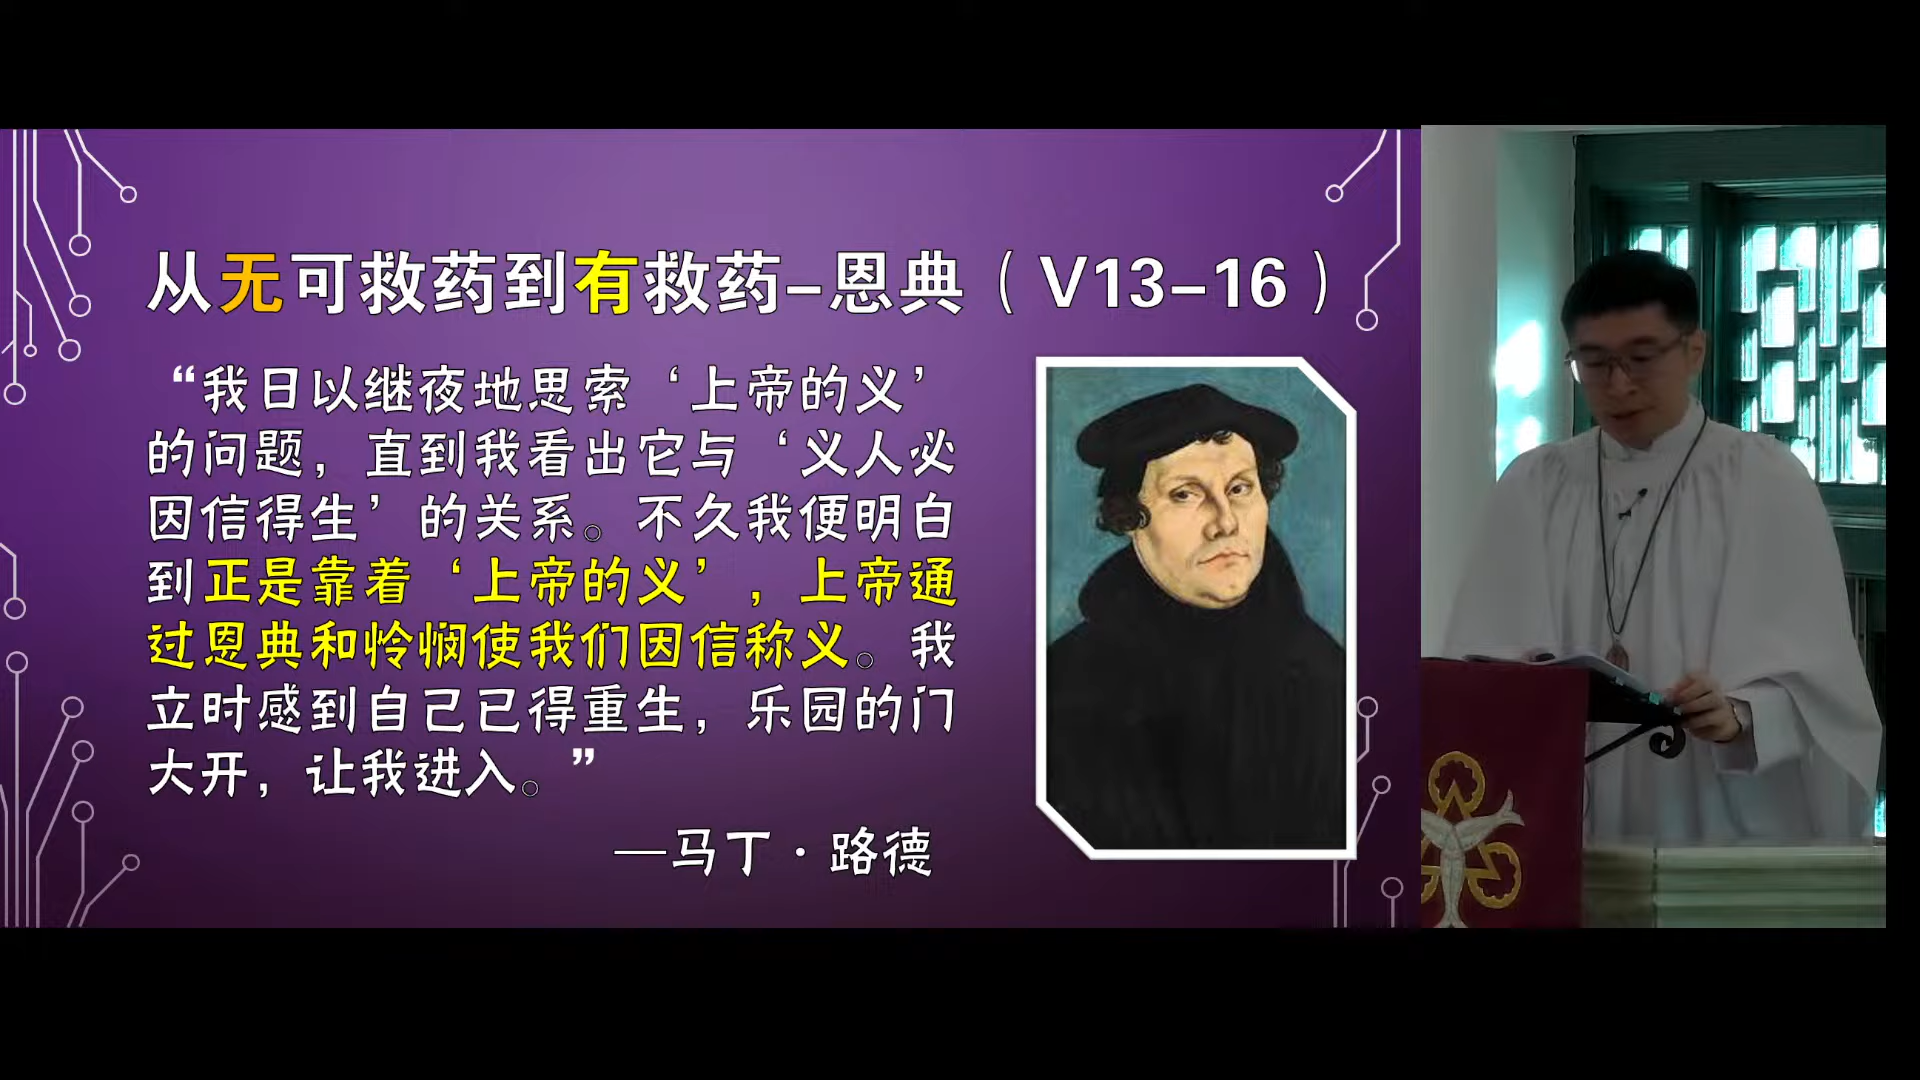 从无可救药到有救药–恩典（V13–16）
“我日以继夜地思索‘上帝的义’
的问题，直到我看出它与‘义人必
因信得生’的关系。不久我便明白
到正是靠着‘上帝的义’，上帝通
过恩典和怜悯使我们因信称义。我
立时感到自己已得重生，乐园的门
大开，让我进入。”
—马丁·路德